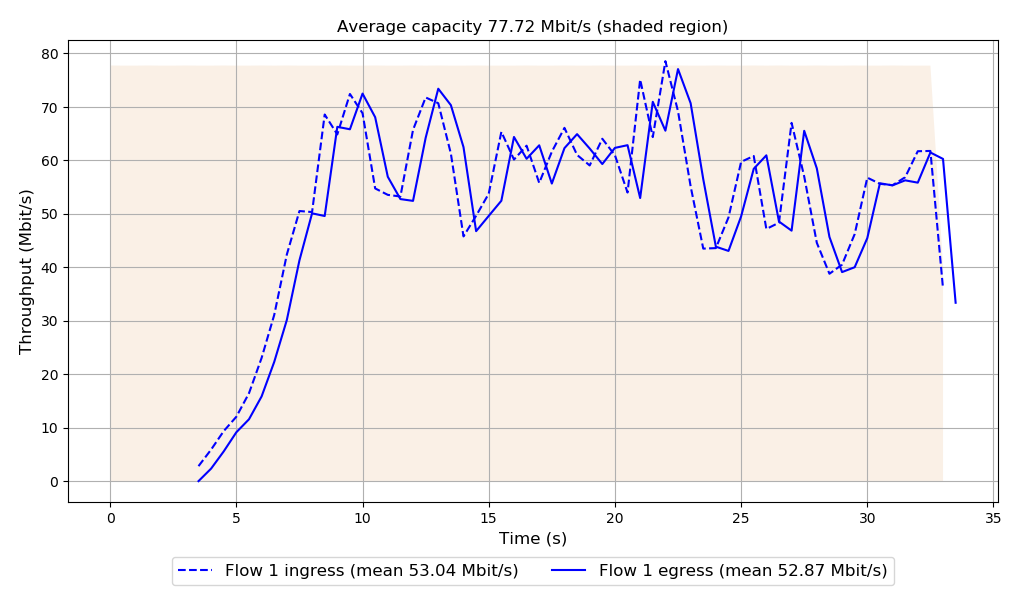 Average capacity 77.72 Mbit/s (shaded region)
Throughput (Mbit/s)
80
70
60
50
40
30
20
10
0
0 5 10 15 20 25 30 35
Time (s)
Flow 1 ingress (mean 53.04 Mbit/s) Flow 1 egress (mean 52.87 Mbit/s)